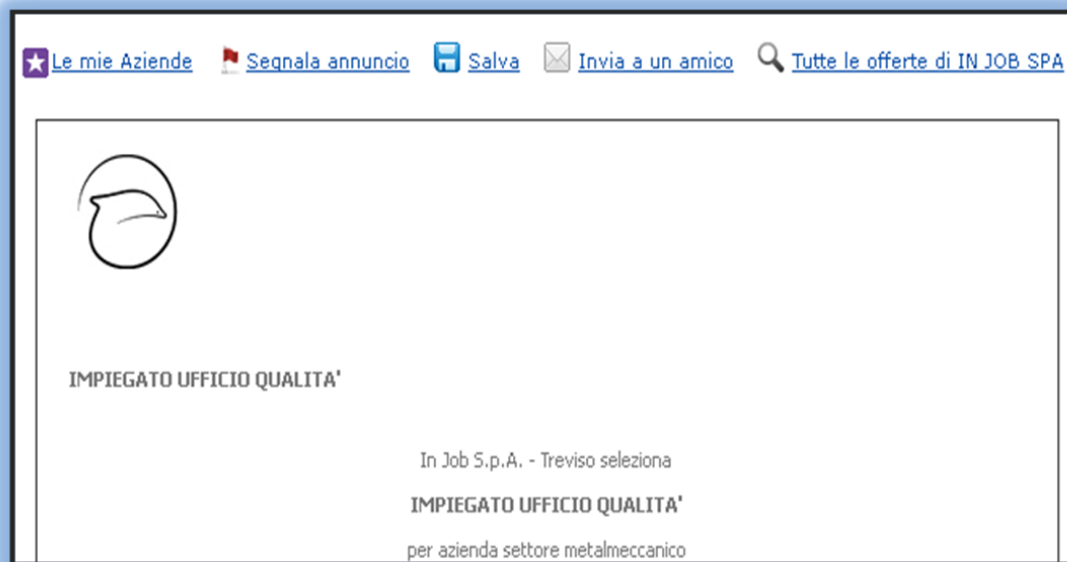 Le mie Aziende Segnala annuncio Salva Invia a un amico Tutte le offerte di IN JOB SPA
IMPIEGATO UFFICIO QUALITA'
In Job S.p.A. - Treviso seleziona
IMPIEGATO UFFICIO QUALITA'
per azienda settore metalmeccanico